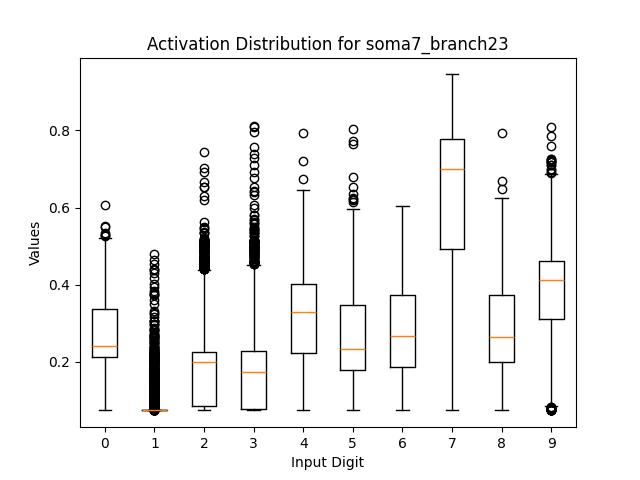 Activation Distribution for soma7_branch23
Values
0.8
0.6
0.4
0.2
0 1 2 3 4 5 6 7 8 9
Input Digit